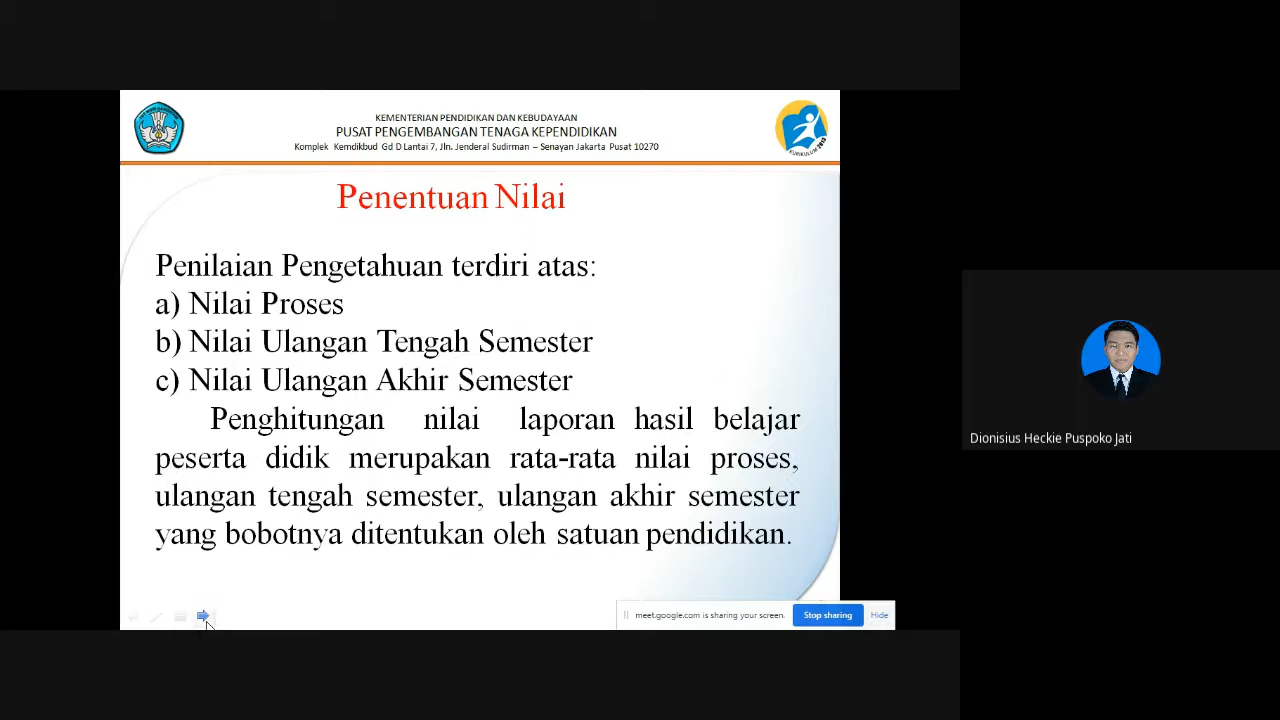 KEMENTERIAN PENDIDIKAN DAN KEBUDAYAAN
PUSAT PENGEMBANGAN TENAGA KEPENDIDIKAN
Komplek Kemdikbud Gd D Lantai 7, Jln. Jenderal Sudirman – Senayan Jakarta Pusat 10270
KURIKULUM 2013
Penentuan Nilai
Penilaian Pengetahuan terdiri atas:
a) Nilai Proses
b) Nilai Ulangan Tengah Semester
c) Nilai Ulangan Akhir Semester
Penghitungan nilai laporan hasil belajar
peserta didik merupakan rata-rata nilai proses,
ulangan tengah semester, ulangan akhir semester
yang bobotnya ditentukan oleh satuan pendidikan.
meet.google.com is sharing your screen.
Stop sharing
Hide
Dionisius Heckie Puspoko Jati